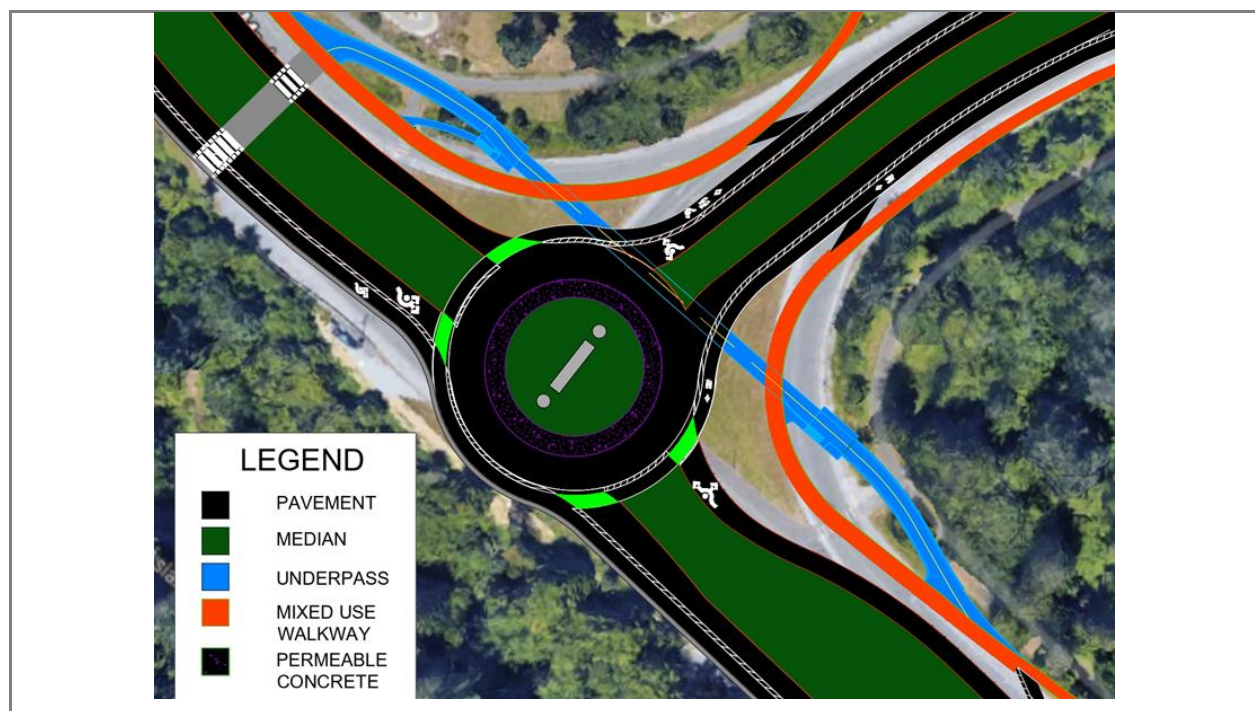 LEGEND
PAVEMENT
MEDIAN
UNDERPASS
MIXED USE
WALKWAY
PERMEABLE
CONCRETE